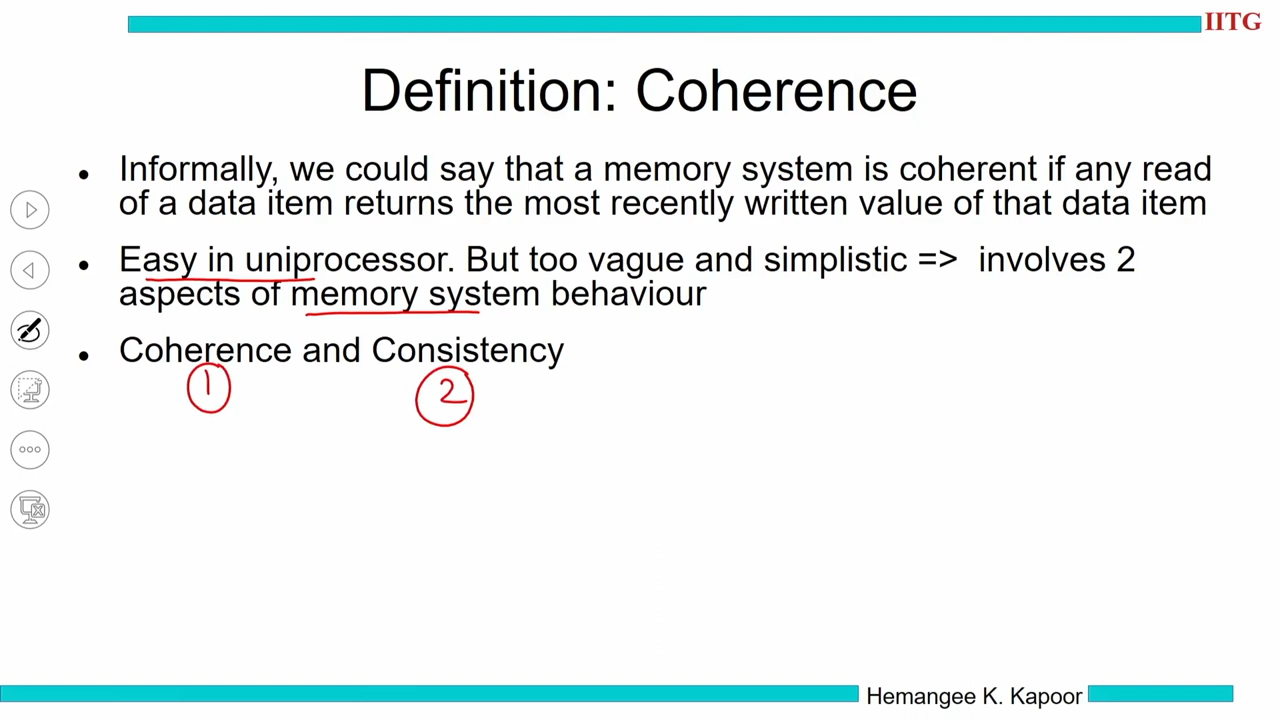 IITG
Definition: Coherence
• Informally, we could say that a memory system is coherent if any read
of a data item returns the most recently written value of that data item
• Easy in uniprocessor. But too vague and simplistic => involves 2
aspects of memory system behaviour
• Coherence and Consistency
1 2
Hemangee K. Kapoor